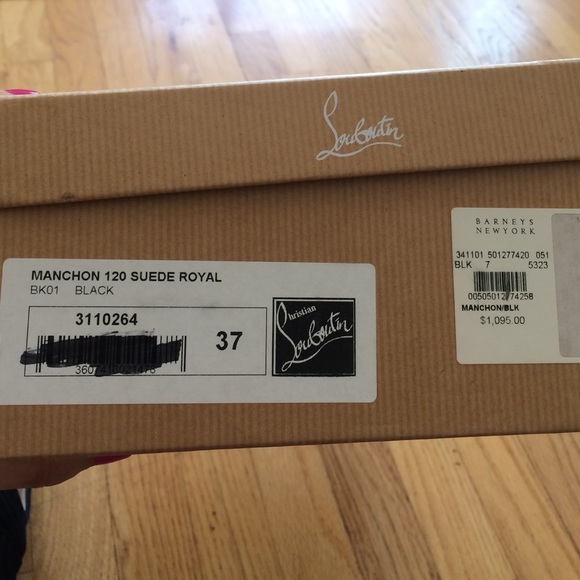 Louboutin
MANCHON 120 SUEDE ROYAL
BK01 BLACK
3110264
37
Christian
Louboutin
BARNEYS
NEWYORK
341101 501277420 051
BLK 7 5323
MANCHON/BLK
$1,095.00